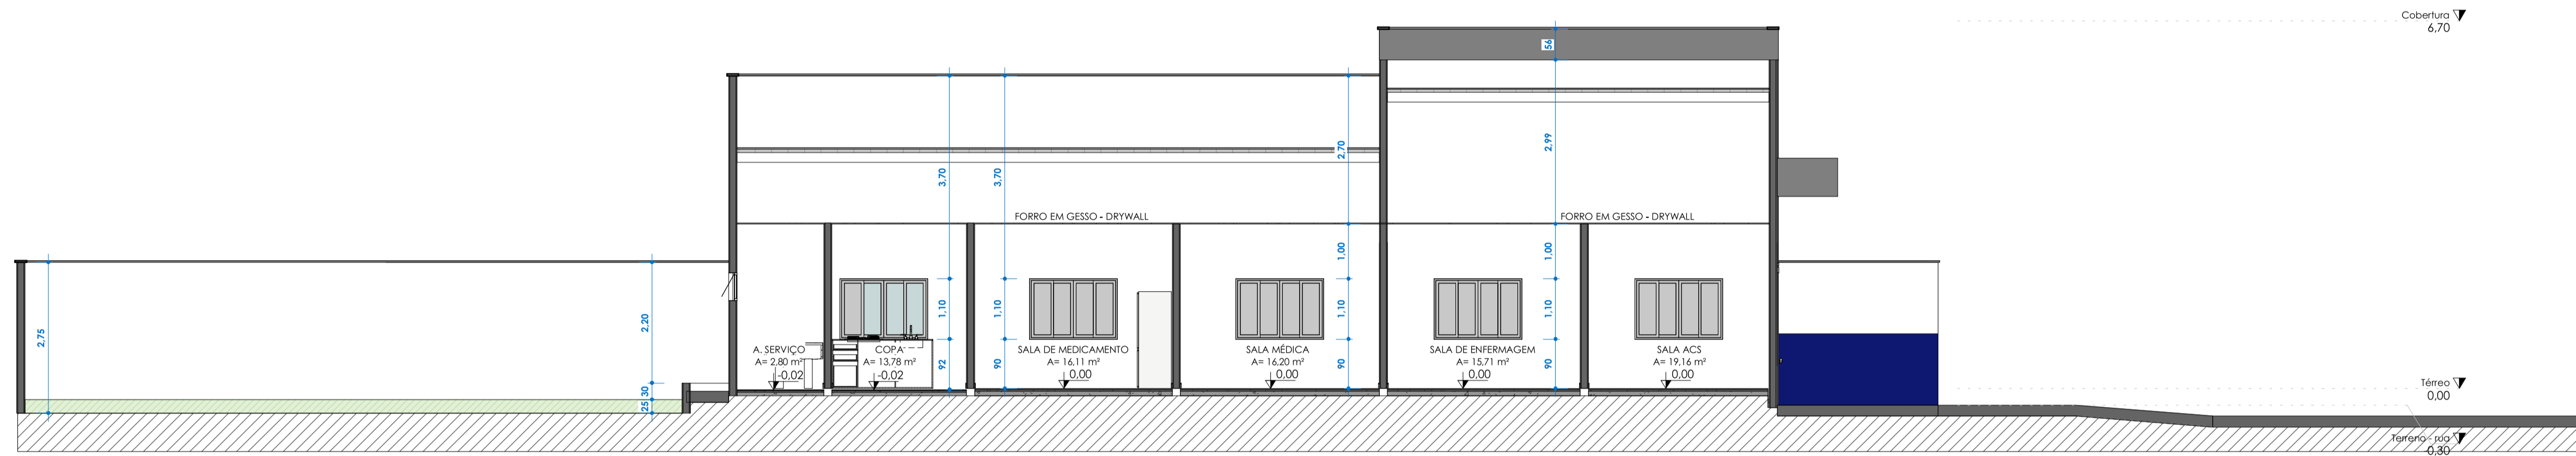 Cobertura
6,70
56
3,70
3,70
2,70
2,99
FORRO EM GESSO - DRYWALL
FORRO EM GESSO - DRYWALL
1,00
1,00
2,75
2,20
1,10
1,10
1,10
1,10
A. SERVIÇO
A= 2,80 m²
-0,02
COPA
A= 13,78 m²
-0,02
92
90
SALA DE MEDICAMENTO
A= 16,11 m²
0,00
SALA MÉDICA
A= 16,20 m²
0,00
90
SALA DE ENFERMAGEM
A= 15,71 m²
0,00
90
SALA ACS
A= 19,16 m²
0,00
30
25
Térreo
0,00
Terreno - rua
-0,30